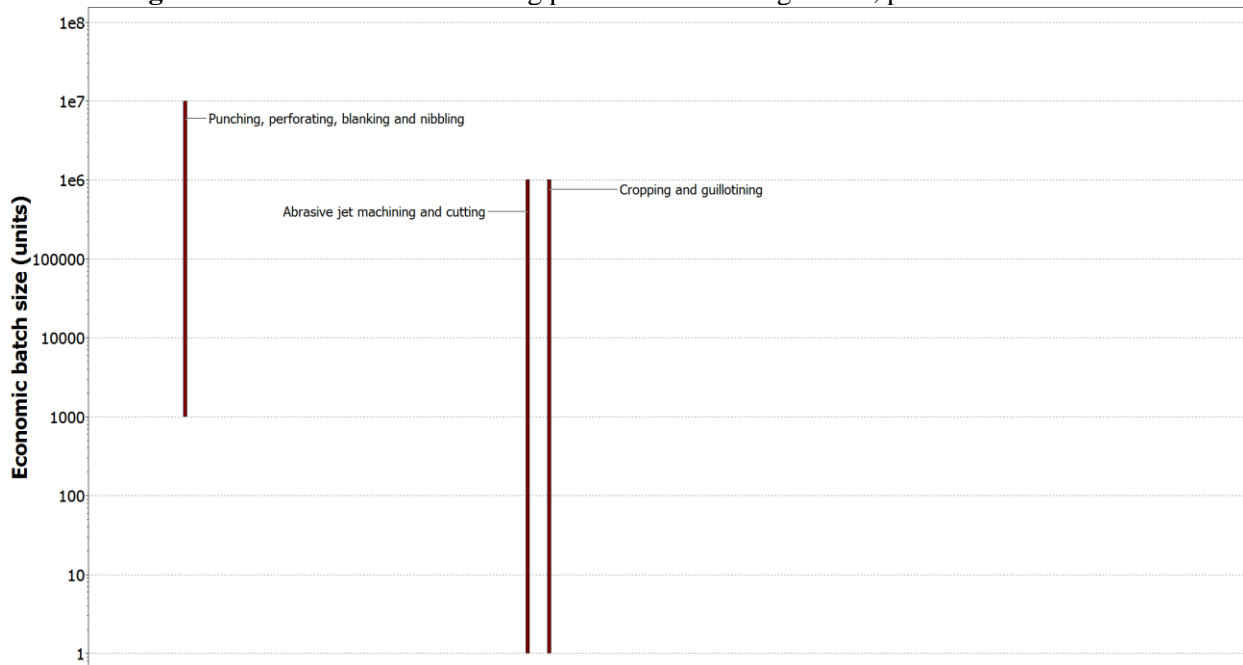 1e8
1e7
Punching, perforating, blanking and nibbling
1e6
Cropping and guillotining
Abrasive jet machining and cutting
Economic batch size (units)
100000
10000
1000
100
10
1